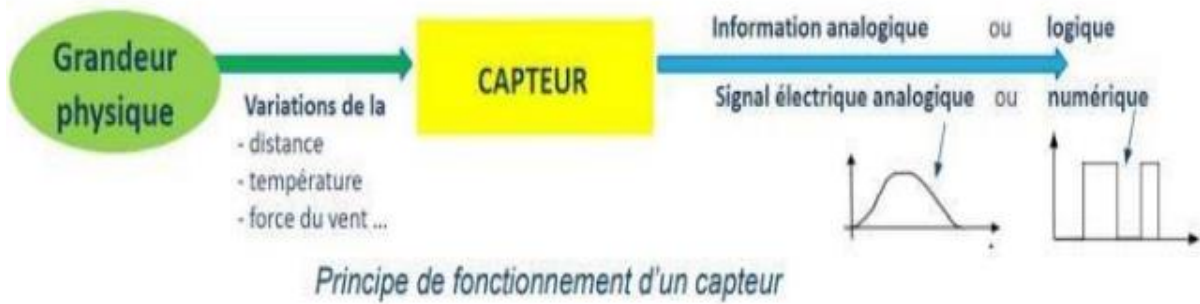 Grandeur
physique
Variations de la
- distance
- température
- force du vent ...
CAPTEUR
Information analogique ou logique
Signal électrique analogique ou numérique
Principe de fonctionnement d'un capteur